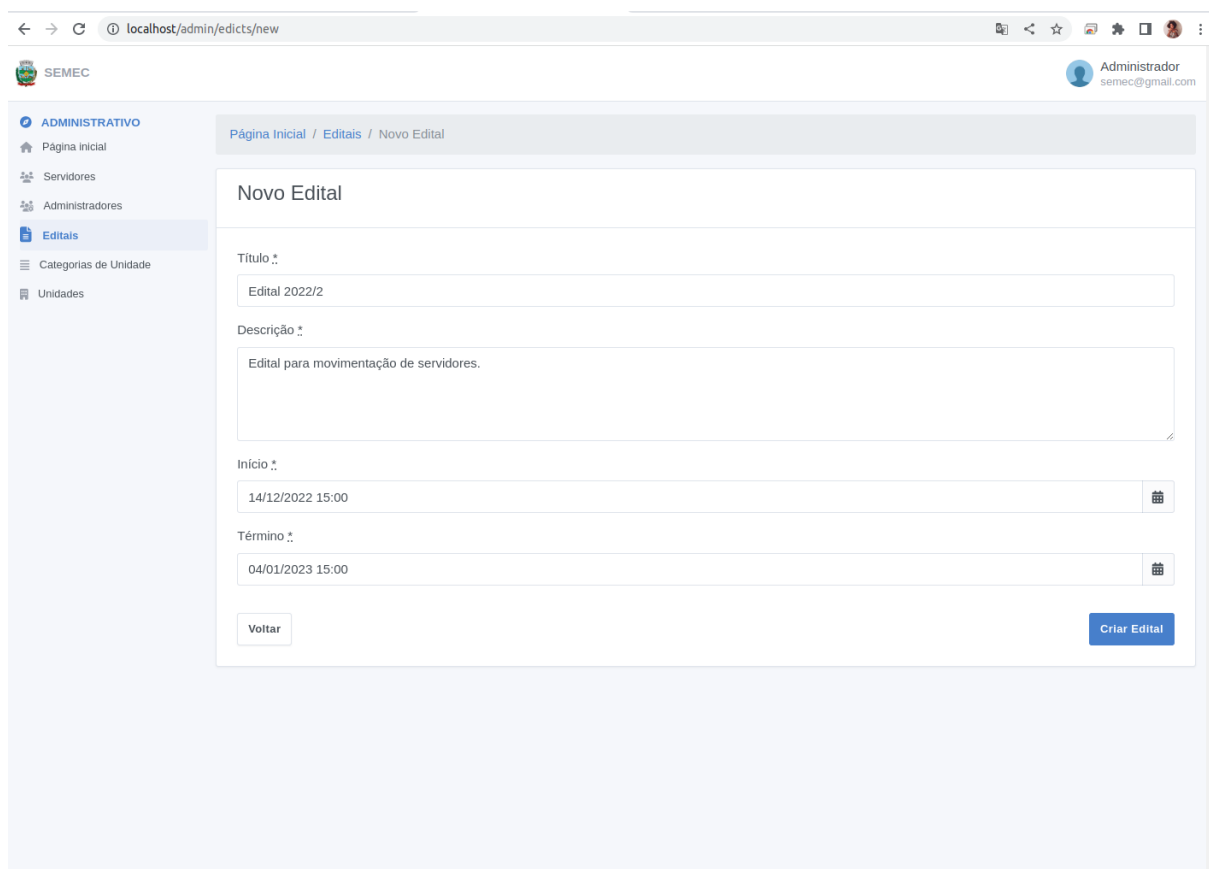 localhost/admin/edicts/new
SEMEC
Administrador
semec@gmail.com
ADMINISTRATIVO
Página inicial
Servidores
Administradores
Editais
Categorias de Unidade
Unidades
Página Inicial / Editais / Novo Edital
Novo Edital
Título *
Edital 2022/2
Descrição *
Edital para movimentação de servidores.
Início *
14/12/2022 15:00
Término *
04/01/2023 15:00
Voltar
Criar Edital